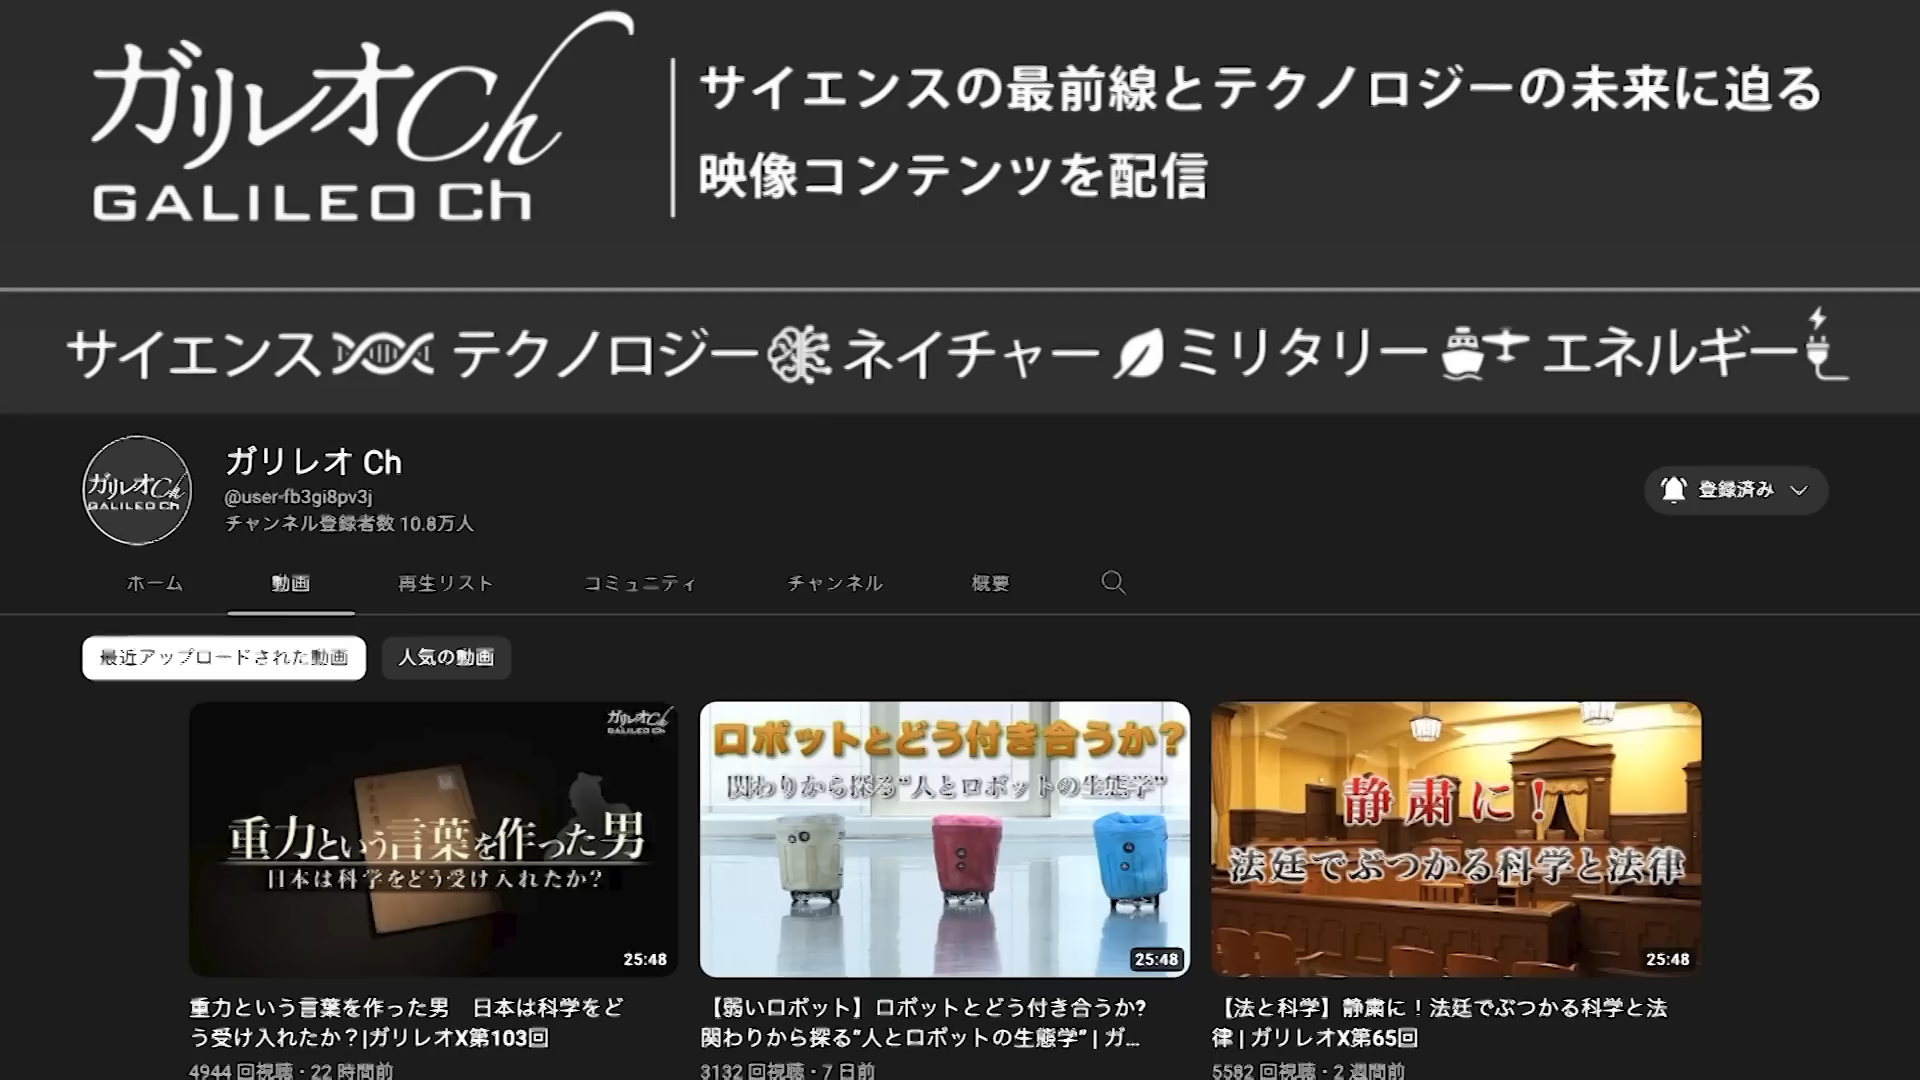 ガリレオCh
GALILEO Ch
サイエンスの最前線とテクノロジーの未来に迫る
映像コンテンツを配信
サイエンス テクノロジー ネイチャー ミリタリー エネルギー
ガリレオCh
GALILEO Ch
ガリレオ Ch
@user-fb3gi8pv3j
チャンネル登録者数 10.8万人
登録済み
ホーム 動画 再生リスト コミュニティ チャンネル 概要
最近アップロードされた動画 人気の動画
ガリレオCh
GALILEO Ch
重力という言葉を作った男
日本は科学をどう受け入れたか?
25:48
ロボットとどう付き合うか?
関わりから探る"人とロボットの生態学"
25:48
静粛に!
法廷でぶつかる科学と法律
25:48
重力という言葉を作った男 日本は科学をど
う受け入れたか?|ガリレオX第103回
4944 回視聴・22 時間前
【弱いロボット】ロボットとどう付き合うか?
関わりから探る"人とロボットの生態学" | ガ...
3132 回視聴・7 日前
【法と科学】静粛に!法廷でぶつかる科学と法
律 | ガリレオX第65回
5582 回視聴・2 週間前